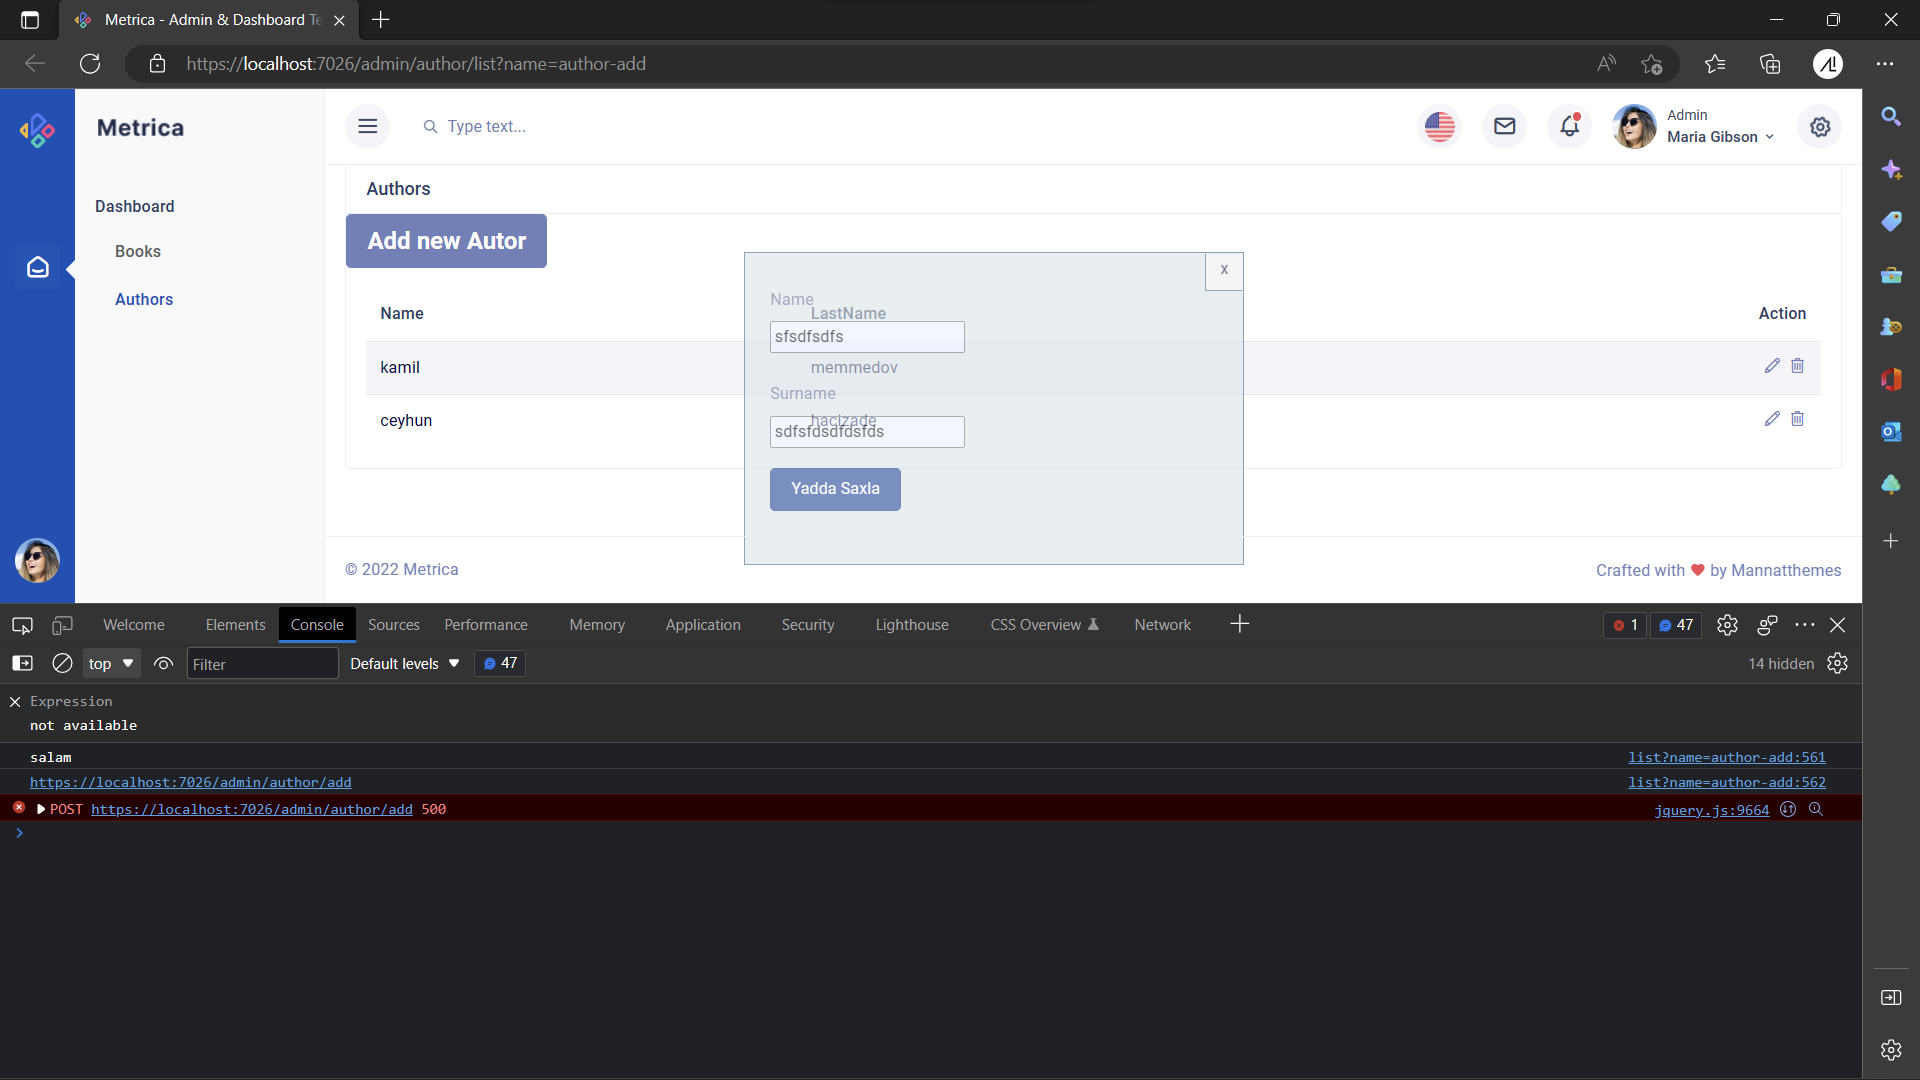 Metrica - Admin & Dashboard Te
https://localhost:7026/admin/author/list?name=author-add
Metrica
Type text...
Admin
Maria Gibson
Dashboard
Books
Authors
Authors
Add new Autor
Name
LastName
Action
kamil
memmedov
ceyhun
hacizade
x
Name
sfsdfsdfs
Surname
sdfsfdsdfdsfds
Yadda Saxla
© 2022 Metrica
Crafted with ❤ by Mannatthemes
Welcome
Elements
Console
Sources
Performance
Memory
Application
Security
Lighthouse
CSS Overview
Network
1
47
top
Filter
Default levels
47
14 hidden
Expression
not available
salam
list?name=author-add:561
https://localhost:7026/admin/author/add
list?name=author-add:562
POST https://localhost:7026/admin/author/add 500
jquery.js:9664